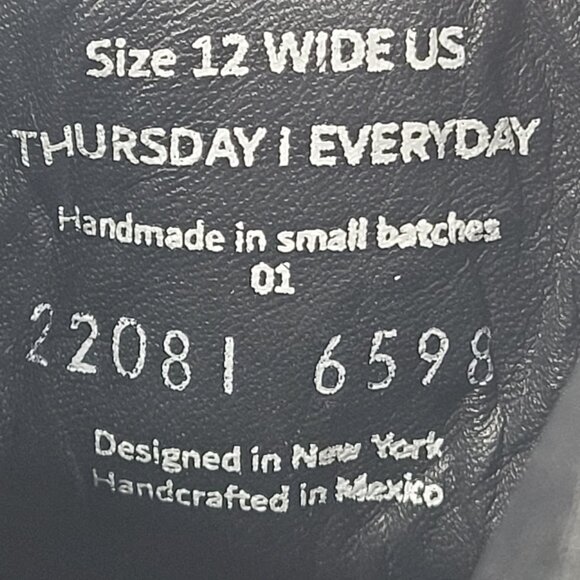 Size 12 WIDE US
THURSDAY | EVERYDAY
Handmade in small batches
01
22081 6598
Designed in New York
Handcrafted in Mexico